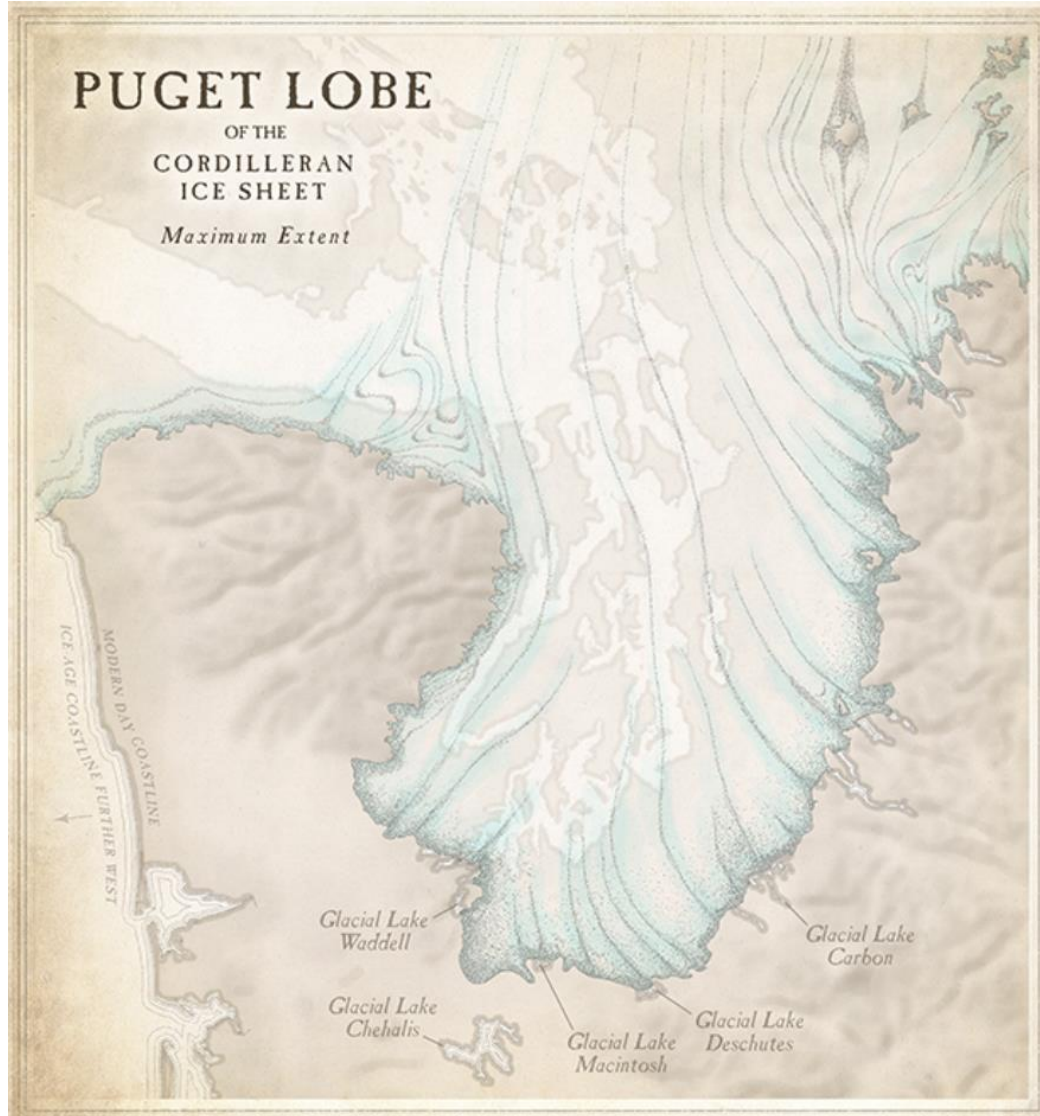 PUGET LOBE
OF THE
CORDILLERAN
ICE SHEET
Maximum Extent
MODERN DAY COASTLINE
ICE AGE COASTLINE FURTHER WEST
Glacial Lake
Waddell
Glacial Lake
Carbon
Glacial Lake
Chehalis
Glacial Lake
Macintosh
Glacial Lake
Deschutes